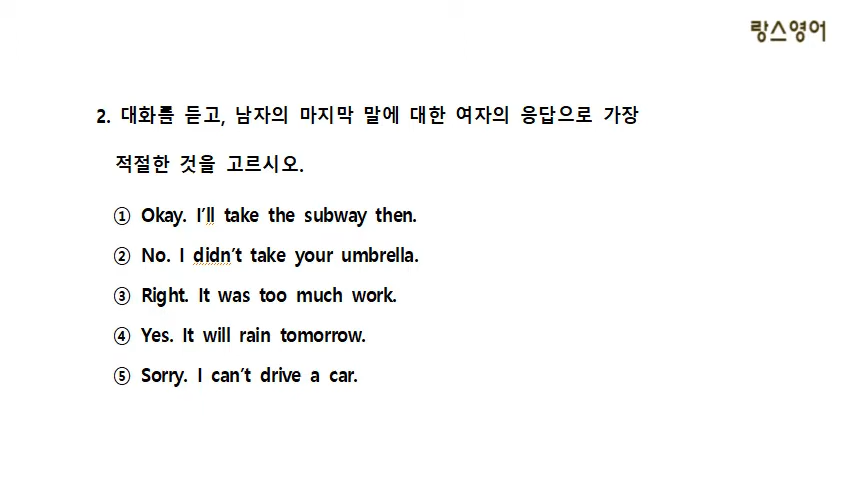 랑스영어
2. 대화를 듣고, 남자의 마지막 말에 대한 여자의 응답으로 가장
적절한 것을 고르시오.
① Okay. I’ll take the subway then.
② No. I didn’t take your umbrella.
③ Right. It was too much work.
④ Yes. It will rain tomorrow.
⑤ Sorry. I can’t drive a car.